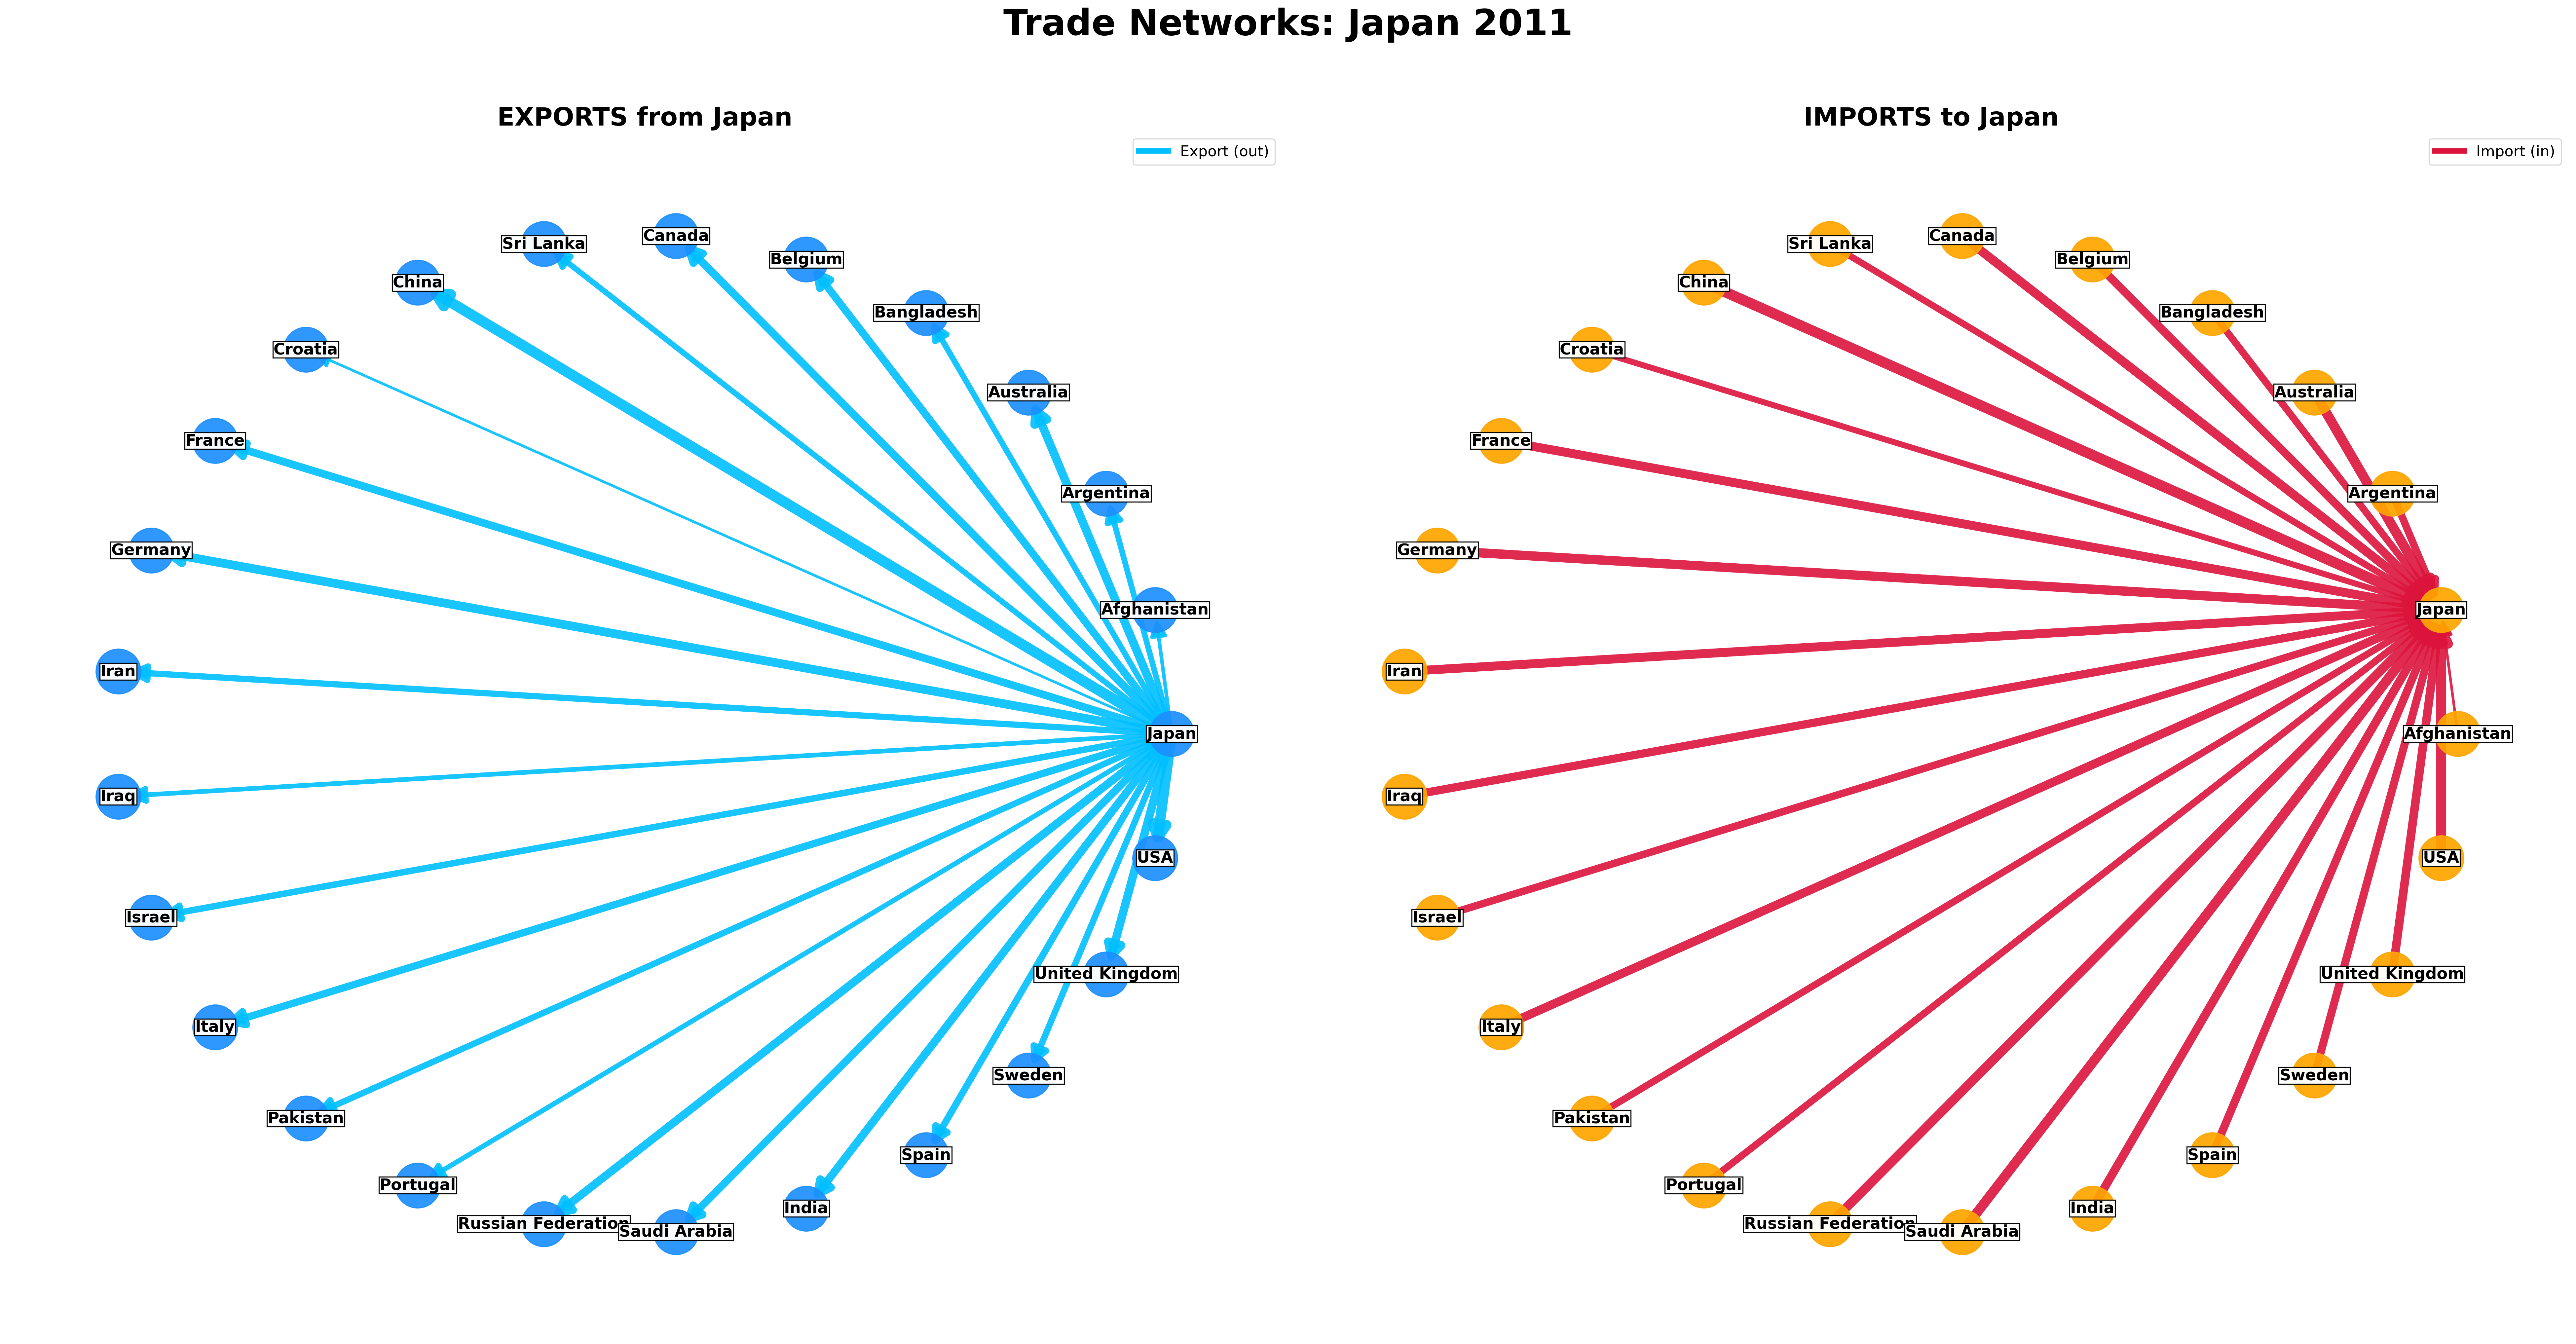 Trade Networks: Japan 2011
EXPORTS from Japan
Export (out)
Sri Lanka
Canada
Belgium
China
Bangladesh
Croatia
Australia
France
Argentina
Germany
Afghanistan
Iran
Japan
Iraq
USA
Israel
United Kingdom
Italy
Sweden
Pakistan
Spain
Portugal
India
Russian Federation
Saudi Arabia
IMPORTS to Japan
Import (in)
Sri Lanka
Canada
Belgium
China
Bangladesh
Croatia
Australia
France
Argentina
Germany
Japan
Iran
Afghanistan
Iraq
USA
Israel
United Kingdom
Italy
Sweden
Pakistan
Spain
Portugal
India
Russian Federation
Saudi Arabia